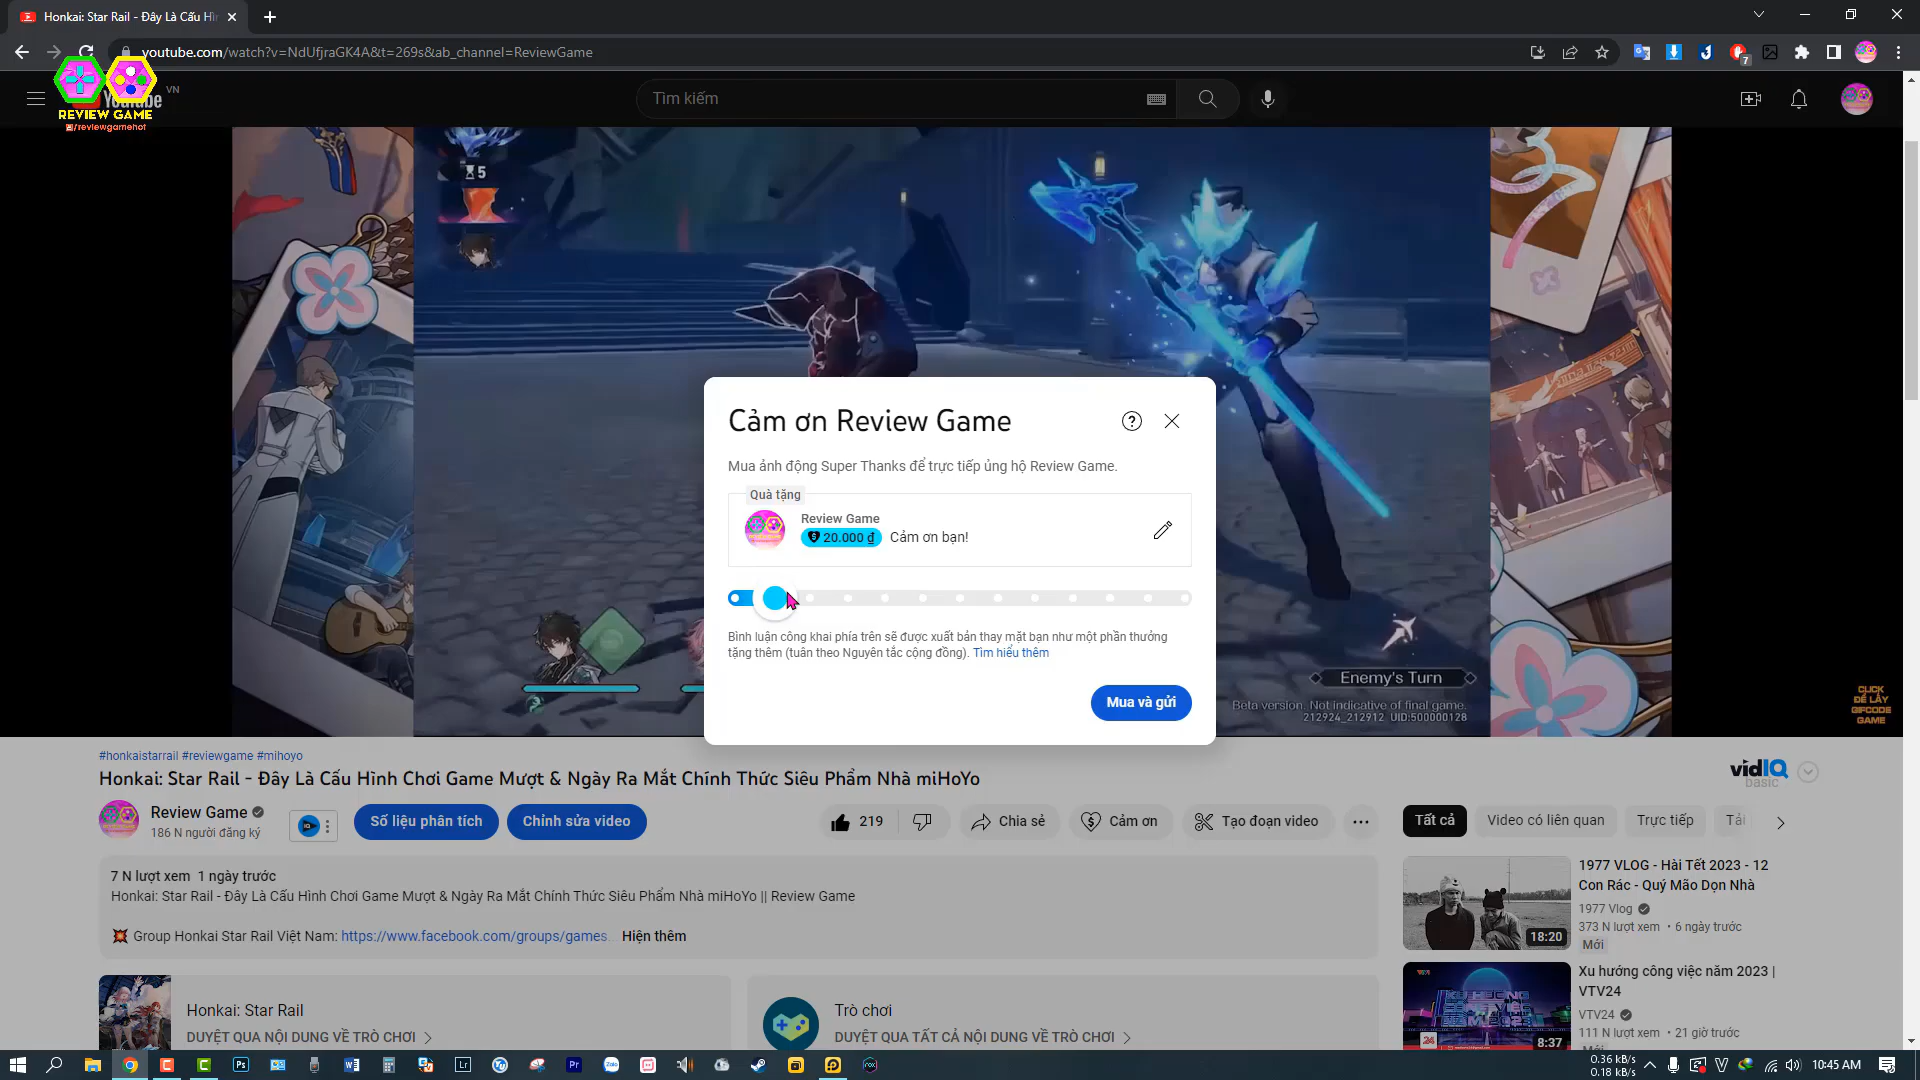 Honkai: Star Rail - Đây Là Cấu Hì
youtube.com/watch?v=NdUfjraGK4A&t=269s&ab_channel=ReviewGame
7
VN
REVIEW GAME
/reviewgamehot
Tìm kiếm
5
Cảm ơn Review Game
Mua ảnh động Super Thanks để trực tiếp ủng hộ Review Game.
Quà tặng
Review Game
20.000 ₫ Cảm ơn bạn!
Bình luận công khai phía trên sẽ được xuất bản thay mặt bạn như một phần thưởng
tặng thêm (tuân theo Nguyên tắc cộng đồng). Tìm hiểu thêm
Mua và gửi
Enemy's Turn
Beta version. Not indicative of final game.
212924_212912 UID:500000128
CLICK
ĐỂ LẤY
GIFCODE
GAME
#honkaistarrail #reviewgame #mihoyo
Honkai: Star Rail - Đây Là Cấu Hình Chơi Game Mượt & Ngày Ra Mắt Chính Thức Siêu Phẩm Nhà miHoYo
vidIQ
basic
Review Game
186 N người đăng ký
Số liệu phân tích
Chỉnh sửa video
219
Chia sẻ
Cảm ơn
Tạo đoạn video
Tất cả
Video có liên quan
Trực tiếp
Tải
7 N lượt xem 1 ngày trước
Honkai: Star Rail - Đây Là Cấu Hình Chơi Game Mượt & Ngày Ra Mắt Chính Thức Siêu Phẩm Nhà miHoYo || Review Game
Group Honkai Star Rail Việt Nam: https://www.facebook.com/groups/games... Hiện thêm
1977 VLOG - Hài Tết 2023 - 12
Con Rác - Quý Mão Dọn Nhà
1977 Vlog
373 N lượt xem • 6 ngày trước
Mới
18:20
Xu hướng công việc năm 2023 |
VTV24
VTV24
111 N lượt xem • 21 giờ trước
8:37
Honkai: Star Rail
DUYỆT QUA NỘI DUNG VỀ TRÒ CHƠI
Trò chơi
DUYỆT QUA TẤT CẢ NỘI DUNG VỀ TRÒ CHƠI
0.36 kB/s
0.18 kB/s
10:45 AM